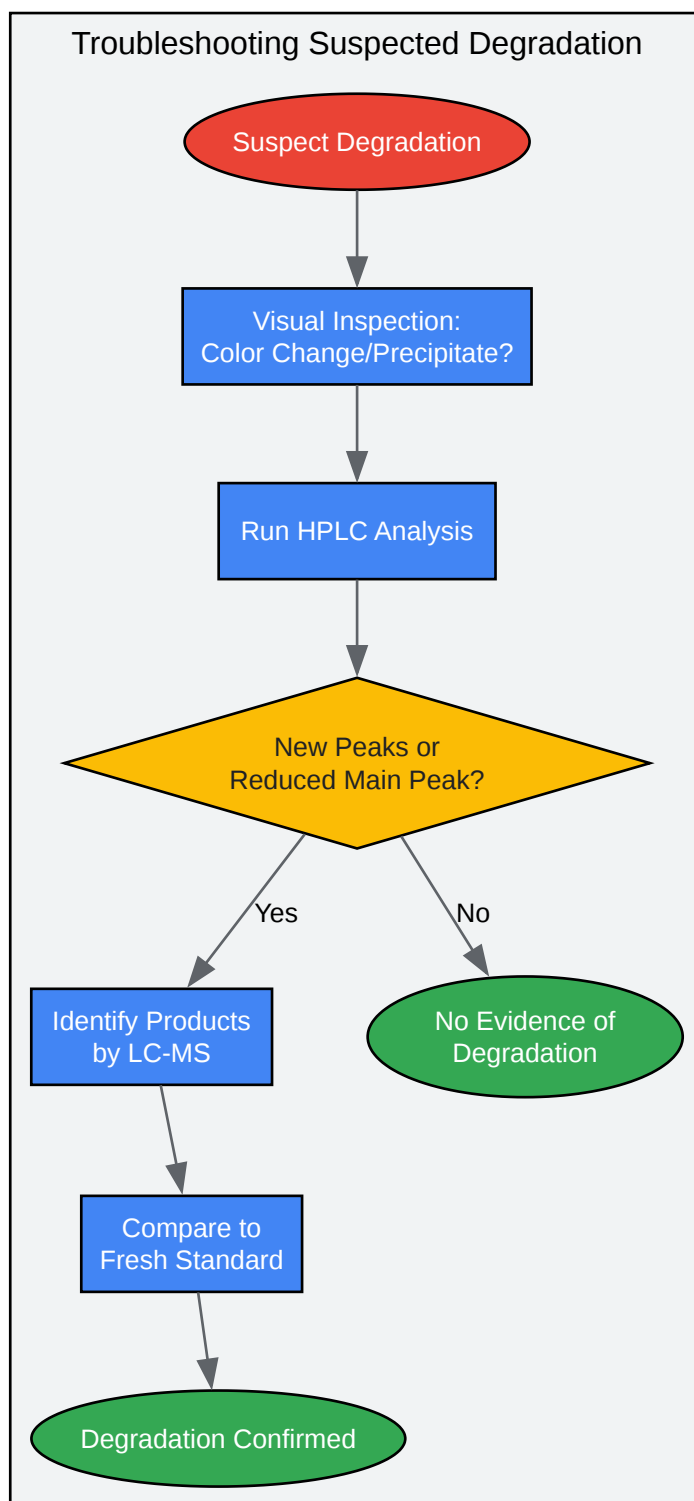 Troubleshooting Suspected Degradation
Suspect Degradation
Visual Inspection:
Color Change/Precipitate?
Run HPLC Analysis
New Peaks or
Reduced Main Peak?
Yes
No
Identify Products
by LC-MS
No Evidence of
Degradation
Compare to
Fresh Standard
Degradation Confirmed